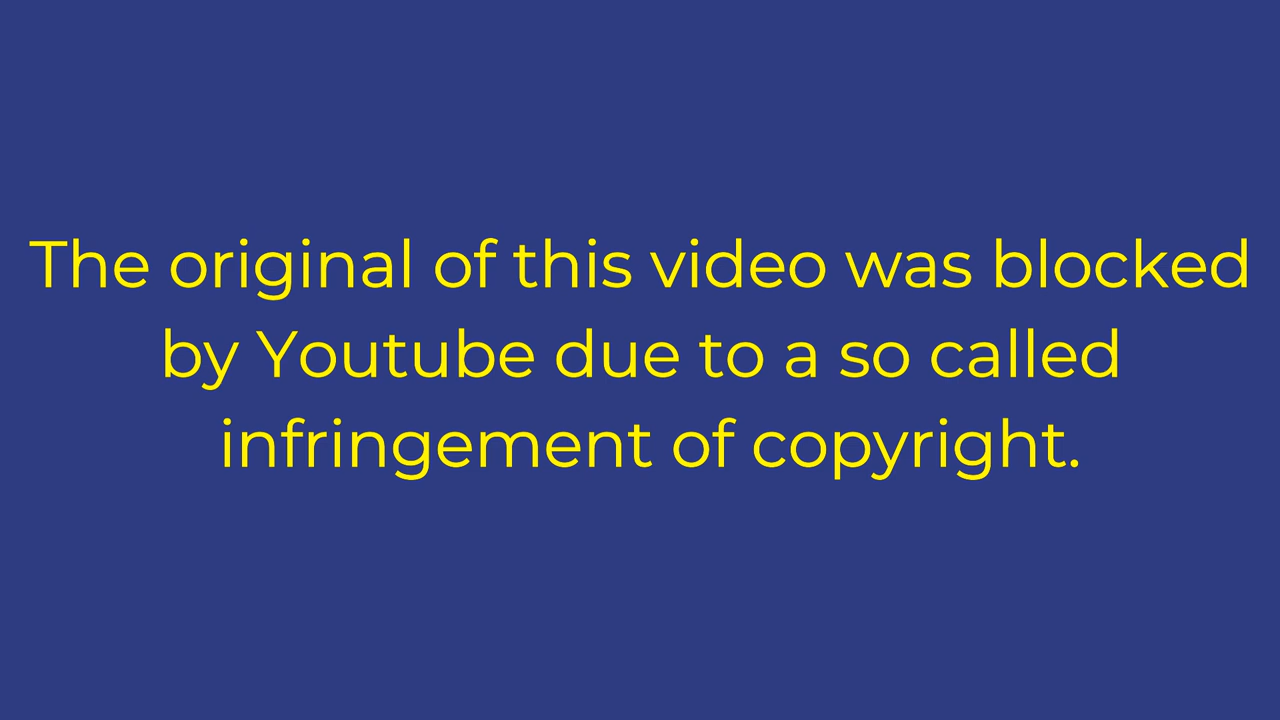 The original of this video was blocked
by Youtube due to a so called
infringement of copyright.